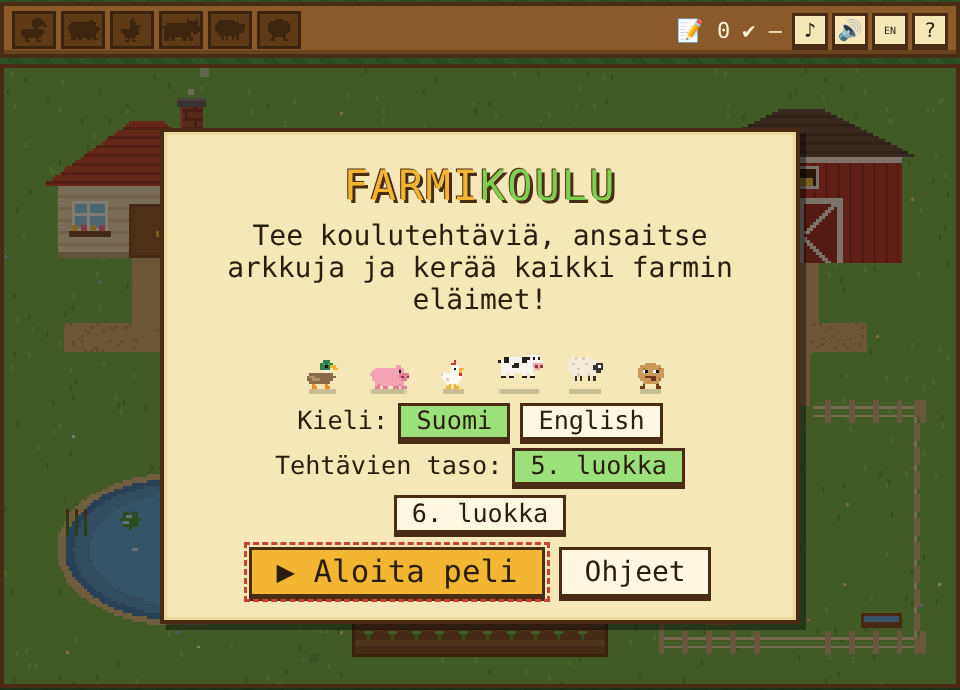 📝 0 ✔ – ♪ 🔊 EN ?
FARMIKOULU
Tee koulutehtäviä, ansaitse
arkkuja ja kerää kaikki farmin
eläimet!
Kieli: Suomi English
Tehtävien taso: 5. luokka
6. luokka
▶ Aloita peli Ohjeet